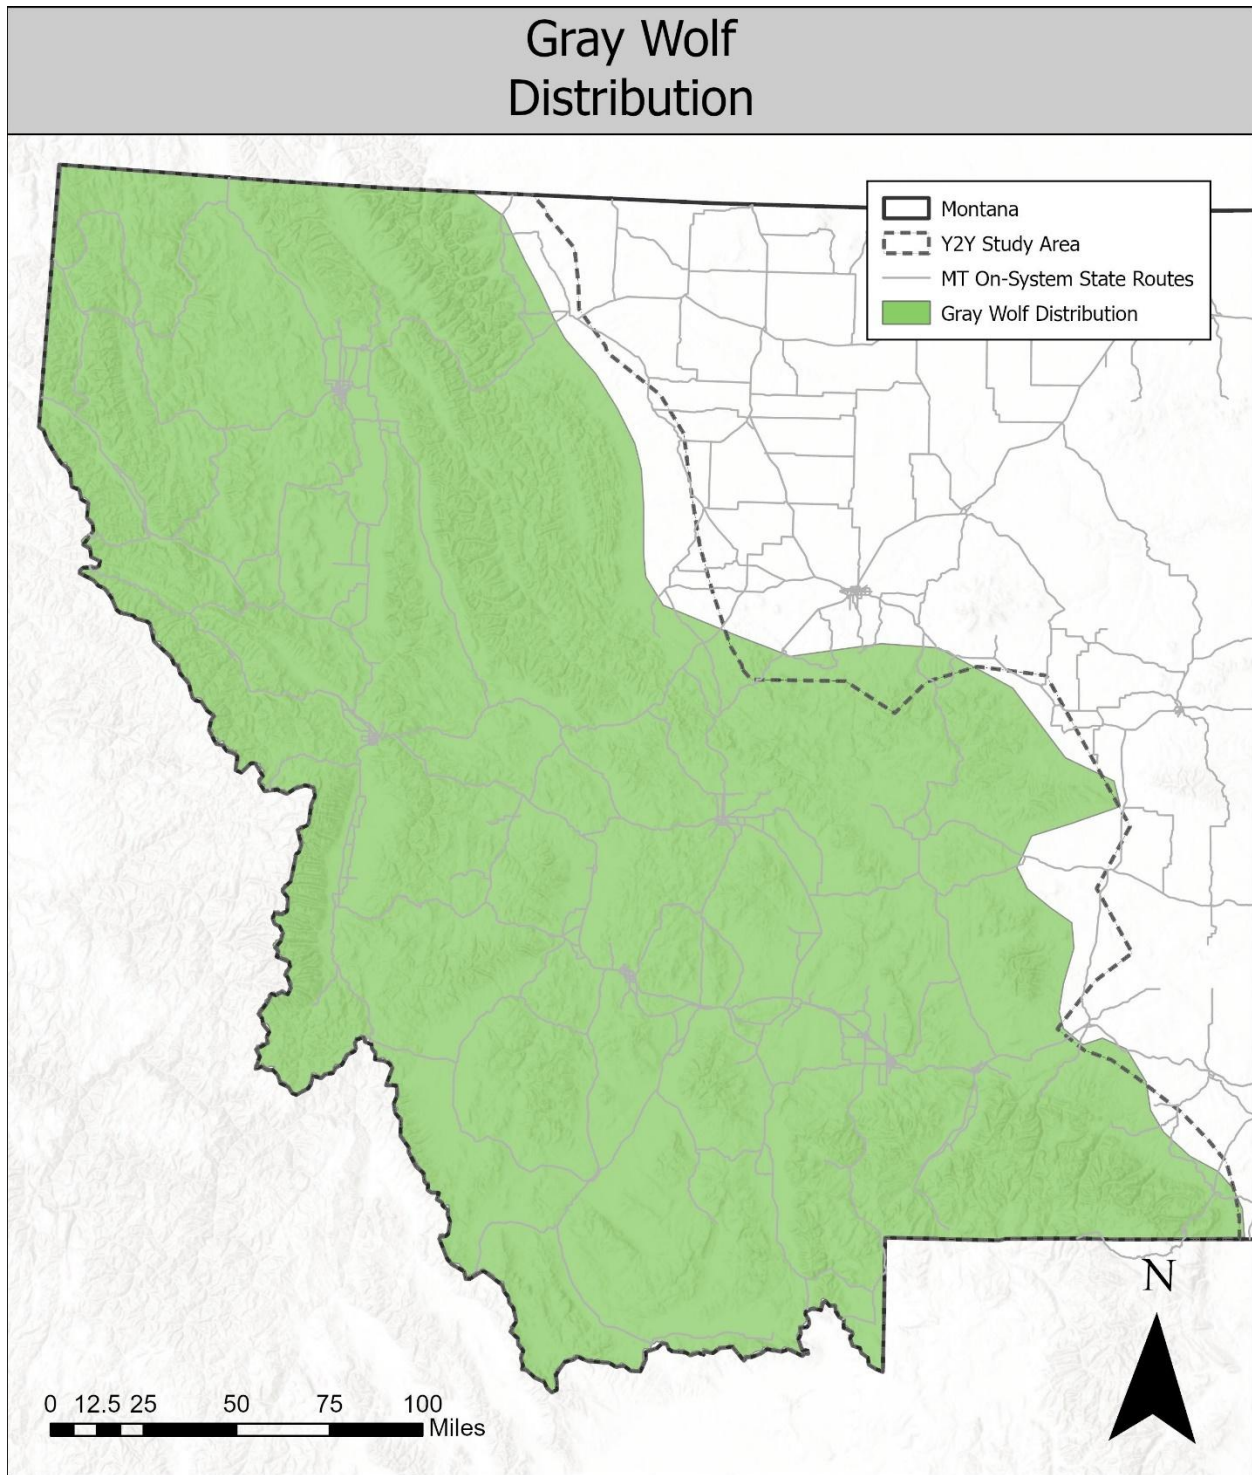 Gray Wolf
Distribution
Montana
Y2Y Study Area
MT On-System State Routes
Gray Wolf Distribution
N
0 12.5 25 50 75 100
Miles